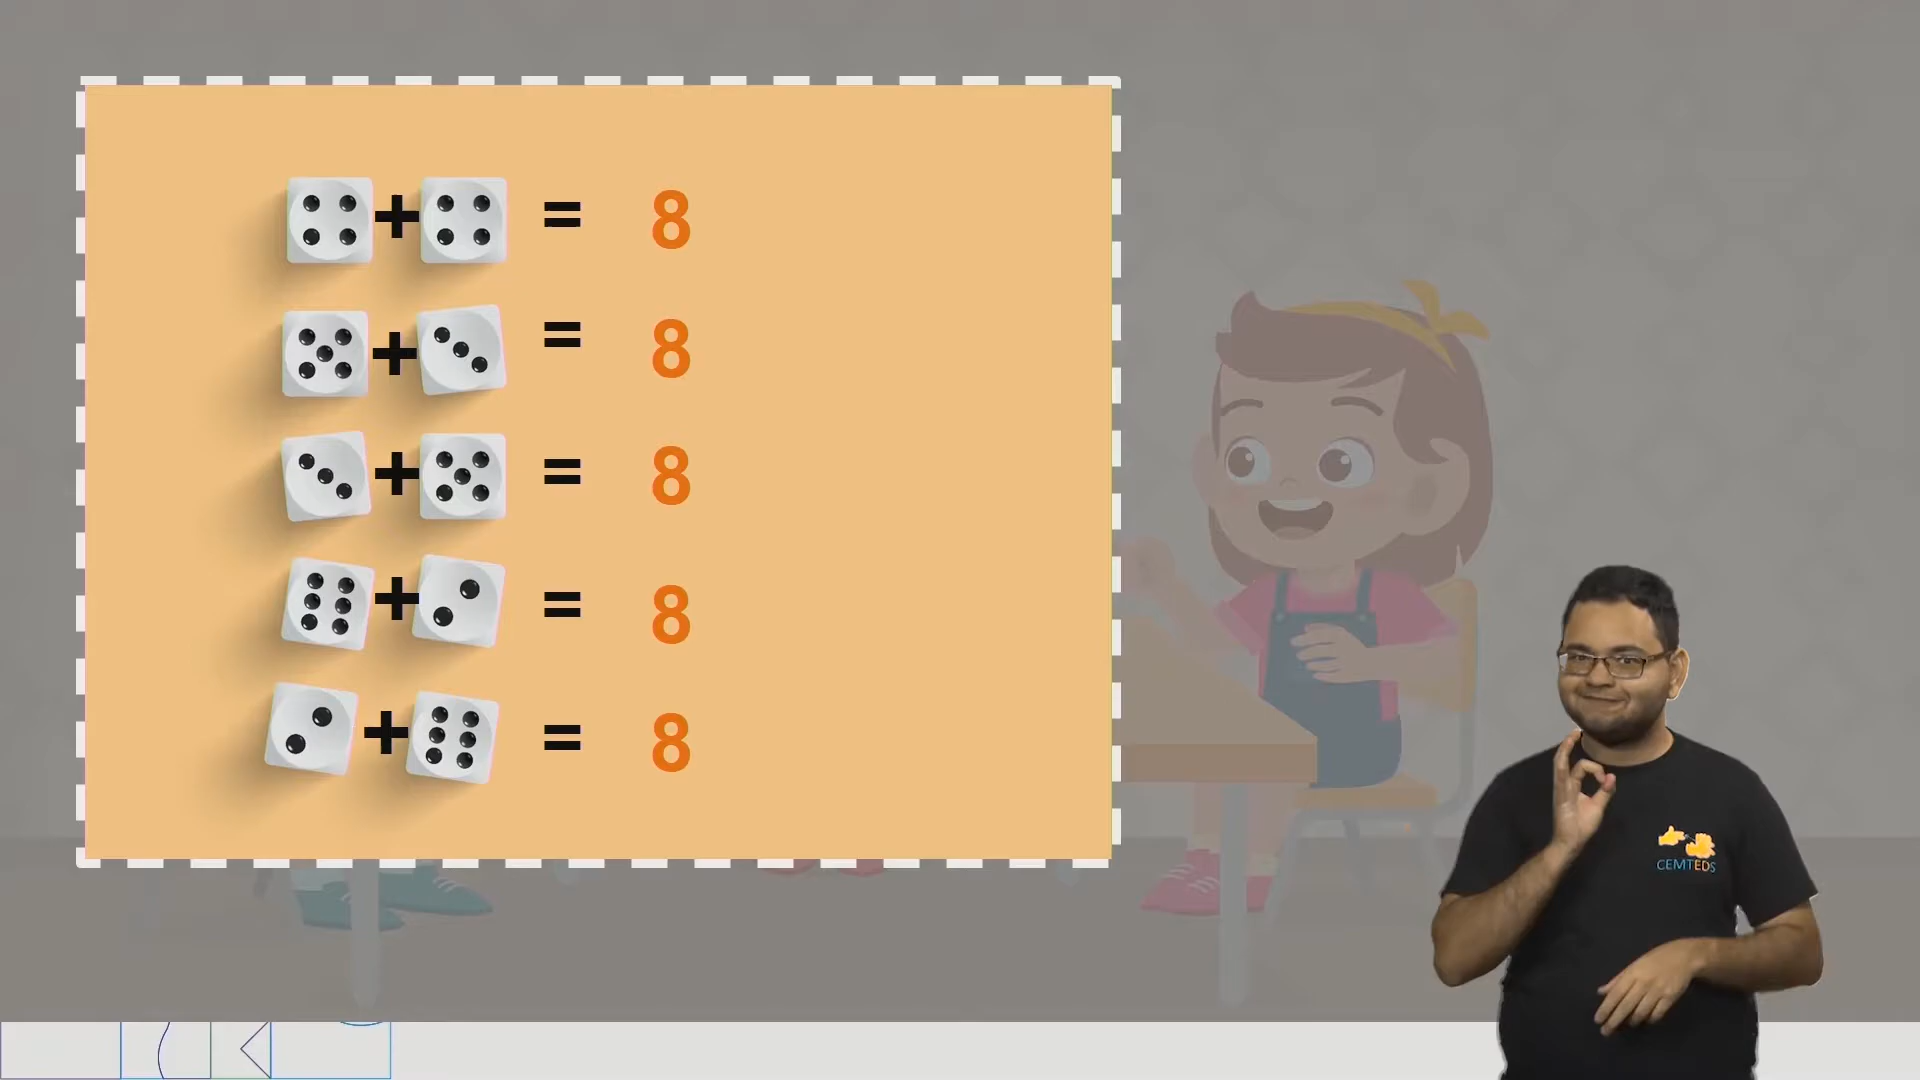 + = 8
+ = 8
+ = 8
+ = 8
+ = 8
CEMTEDS